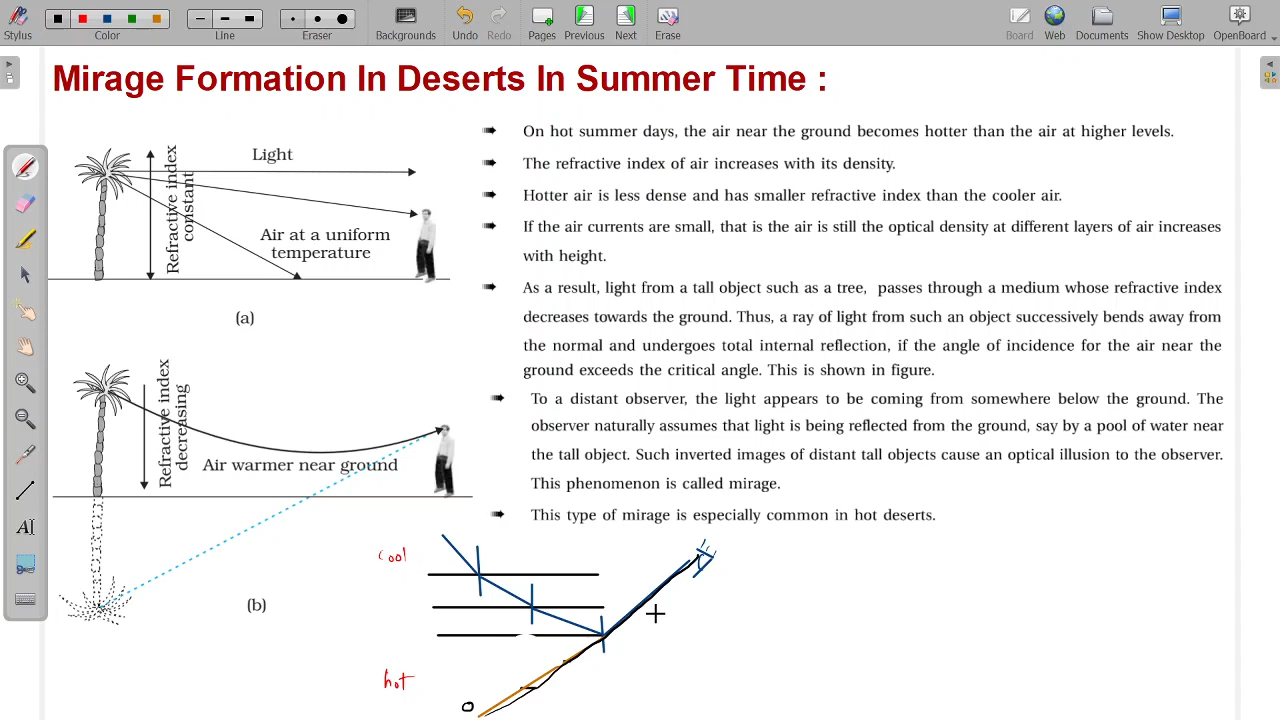 Stylus Color Line Eraser Backgrounds Undo Redo Pages Previous Next Erase Board Web Documents Show Desktop OpenBoard
Mirage Formation In Deserts In Summer Time :
Light
Refractive index
constant
Air at a uniform
temperature
(a)
Refractive index
decreasing
Air warmer near ground
(b)
On hot summer days, the air near the ground becomes hotter than the air at higher levels.
The refractive index of air increases with its density.
Hotter air is less dense and has smaller refractive index than the cooler air.
If the air currents are small, that is the air is still the optical density at different layers of air increases
with height.
As a result, light from a tall object such as a tree, passes through a medium whose refractive index
decreases towards the ground. Thus, a ray of light from such an object successively bends away from
the normal and undergoes total internal reflection, if the angle of incidence for the air near the
ground exceeds the critical angle. This is shown in figure.
To a distant observer, the light appears to be coming from somewhere below the ground. The
observer naturally assumes that light is being reflected from the ground, say by a pool of water near
the tall object. Such inverted images of distant tall objects cause an optical illusion to the observer.
This phenomenon is called mirage.
This type of mirage is especially common in hot deserts.
cool
hot